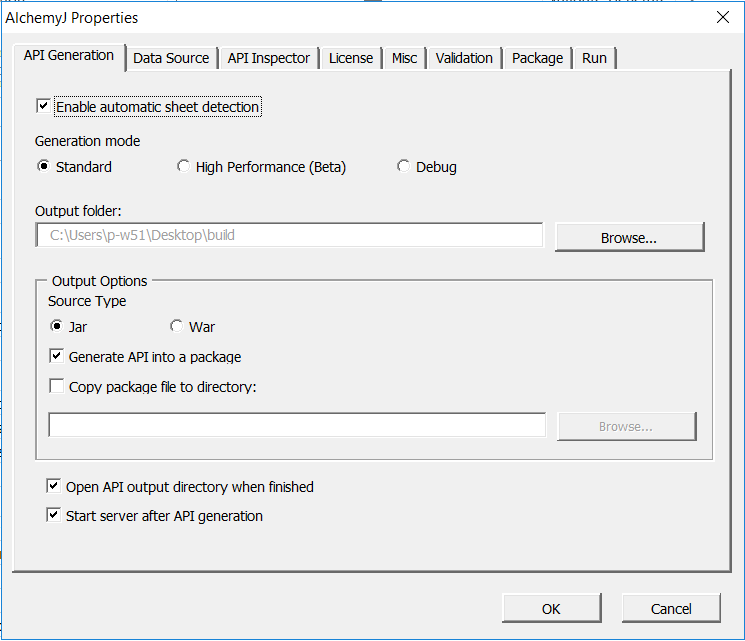 AlchemyJ Properties
API Generation Data Source API Inspector License Misc Validation Package Run
Enable automatic sheet detection
Generation mode
Standard High Performance (Beta) Debug
Output folder:
C:\Users\p-w51\Desktop\build Browse...
Output Options
Source Type
Jar War
Generate API into a package
Copy package file to directory:
Browse...
Open API output directory when finished
Start server after API generation
OK Cancel